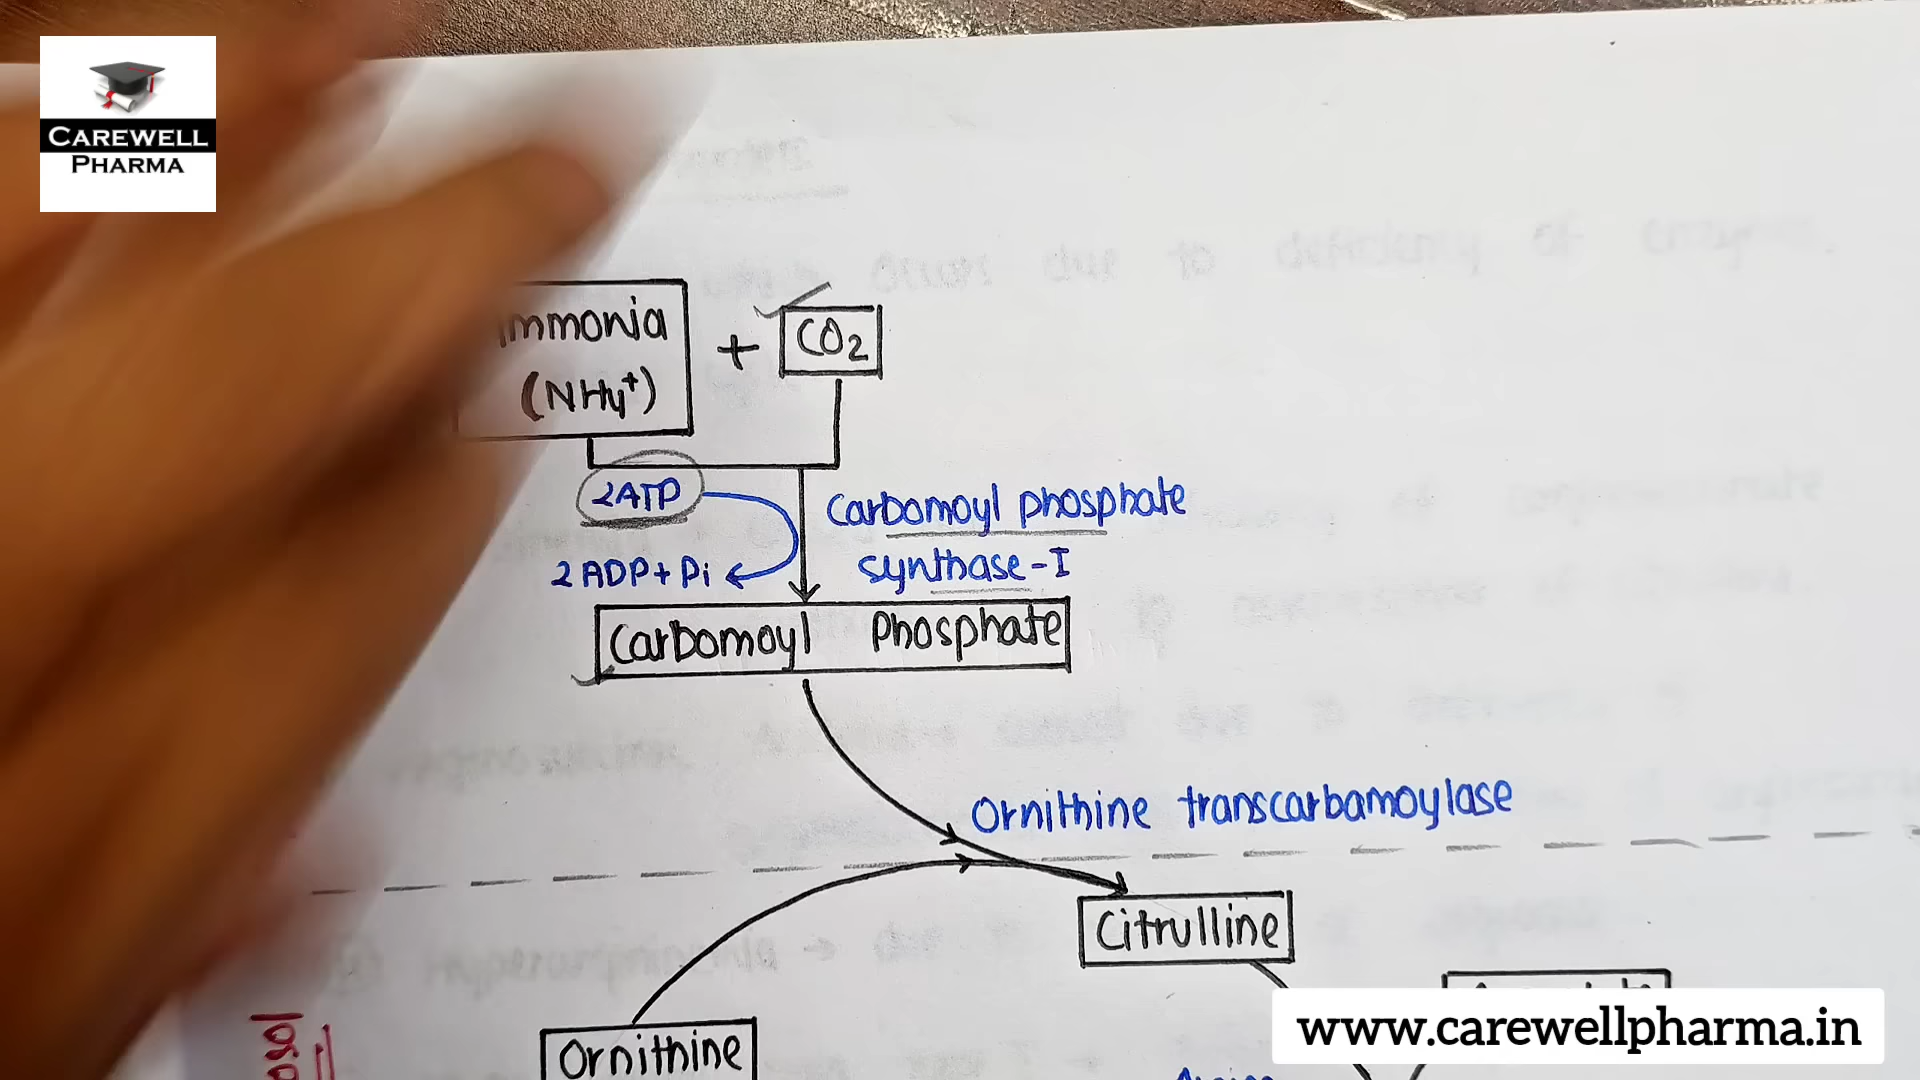 CAREWELL
PHARMA
mmonia
(NH4+)
+
CO2
2ATP
2 ADP + Pi
Carbomoyl phosphate
synthase-I
Carbomoyl Phosphate
Ornithine transcarbamoylase
Citrulline
Ornithine
www.carewellpharma.in